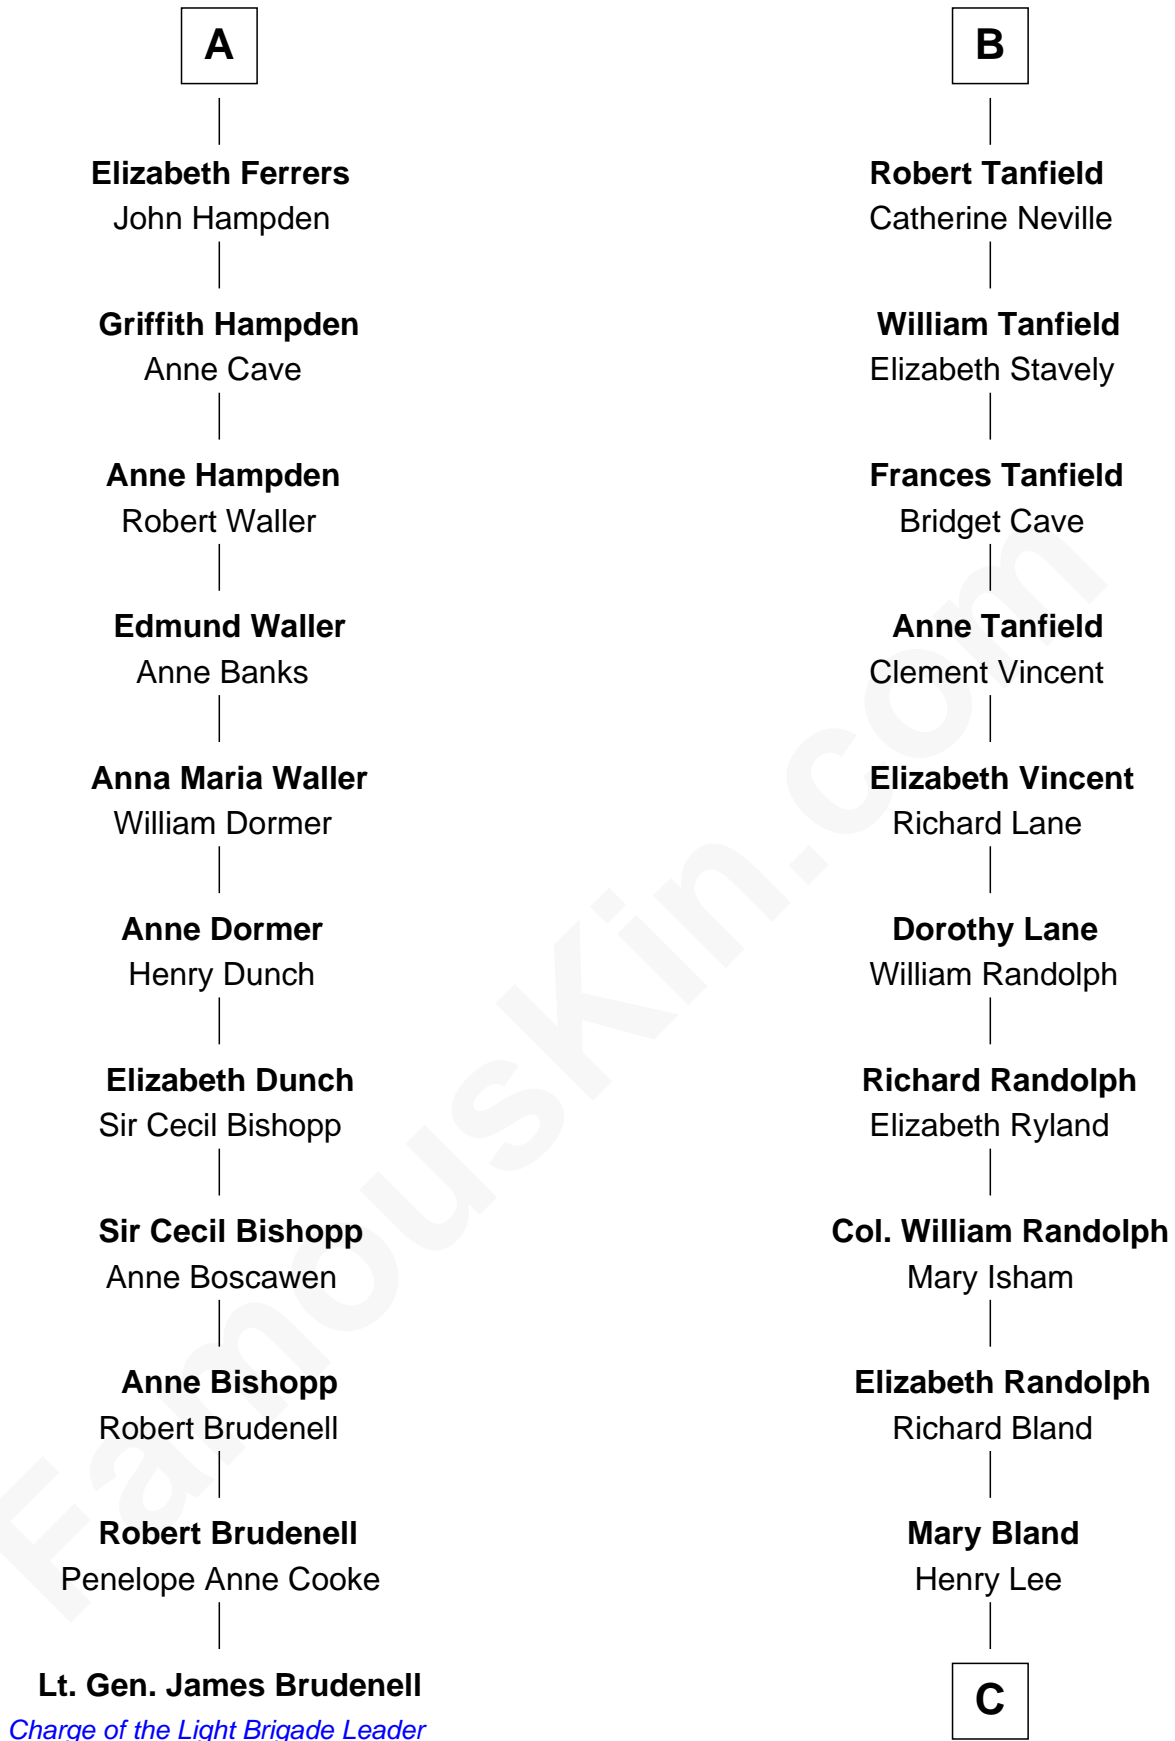 A
Elizabeth Ferrers
John Hampden
Griffith Hampden
Anne Cave
Anne Hampden
Robert Waller
Edmund Waller
Anne Banks
Anna Maria Waller
William Dormer
Anne Dormer
Henry Dunch
Elizabeth Dunch
Sir Cecil Bishopp
Sir Cecil Bishopp
Anne Boscawen
Anne Bishopp
Robert Brudenell
Robert Brudenell
Penelope Anne Cooke
Lt. Gen. James Brudenell
Charge of the Light Brigade Leader
B
Robert Tanfield
Catherine Neville
William Tanfield
Elizabeth Stavely
Frances Tanfield
Bridget Cave
Anne Tanfield
Clement Vincent
Elizabeth Vincent
Richard Lane
Dorothy Lane
William Randolph
Richard Randolph
Elizabeth Ryland
Col. William Randolph
Mary Isham
Elizabeth Randolph
Richard Bland
Mary Bland
Henry Lee
C
FamousKin.com